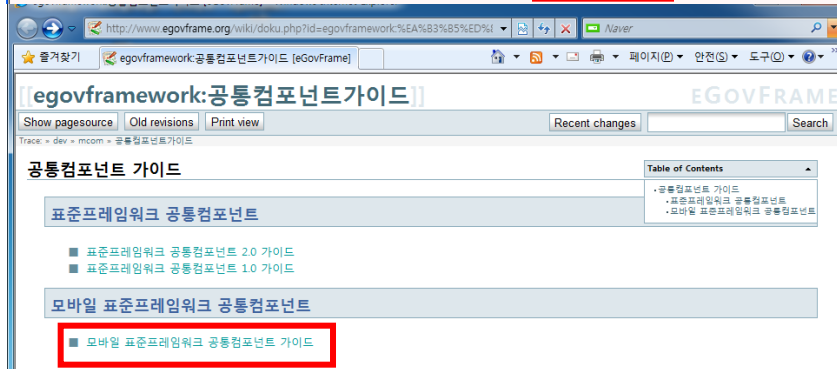 http://www.egovframe.org/wiki/doku.php?id=egovframework:%EA%B3%B5%ED%
Naver
즐겨찾기
egovframework:공통컴포넌트가이드 [eGovFrame]
페이지(P)
안전(S)
도구(O)
[[egovframework:공통컴포넌트가이드]]
EGOVFRAME
Show pagesource
Old revisions
Print view
Recent changes
Search
Trace: » dev » mcom » 공통컴포넌트가이드
공통컴포넌트 가이드
Table of Contents
공통컴포넌트 가이드
표준프레임워크 공통컴포넌트
모바일 표준프레임워크 공통컴포넌트
표준프레임워크 공통컴포넌트
표준프레임워크 공통컴포넌트 2.0 가이드
표준프레임워크 공통컴포넌트 1.0 가이드
모바일 표준프레임워크 공통컴포넌트
모바일 표준프레임워크 공통컴포넌트 가이드